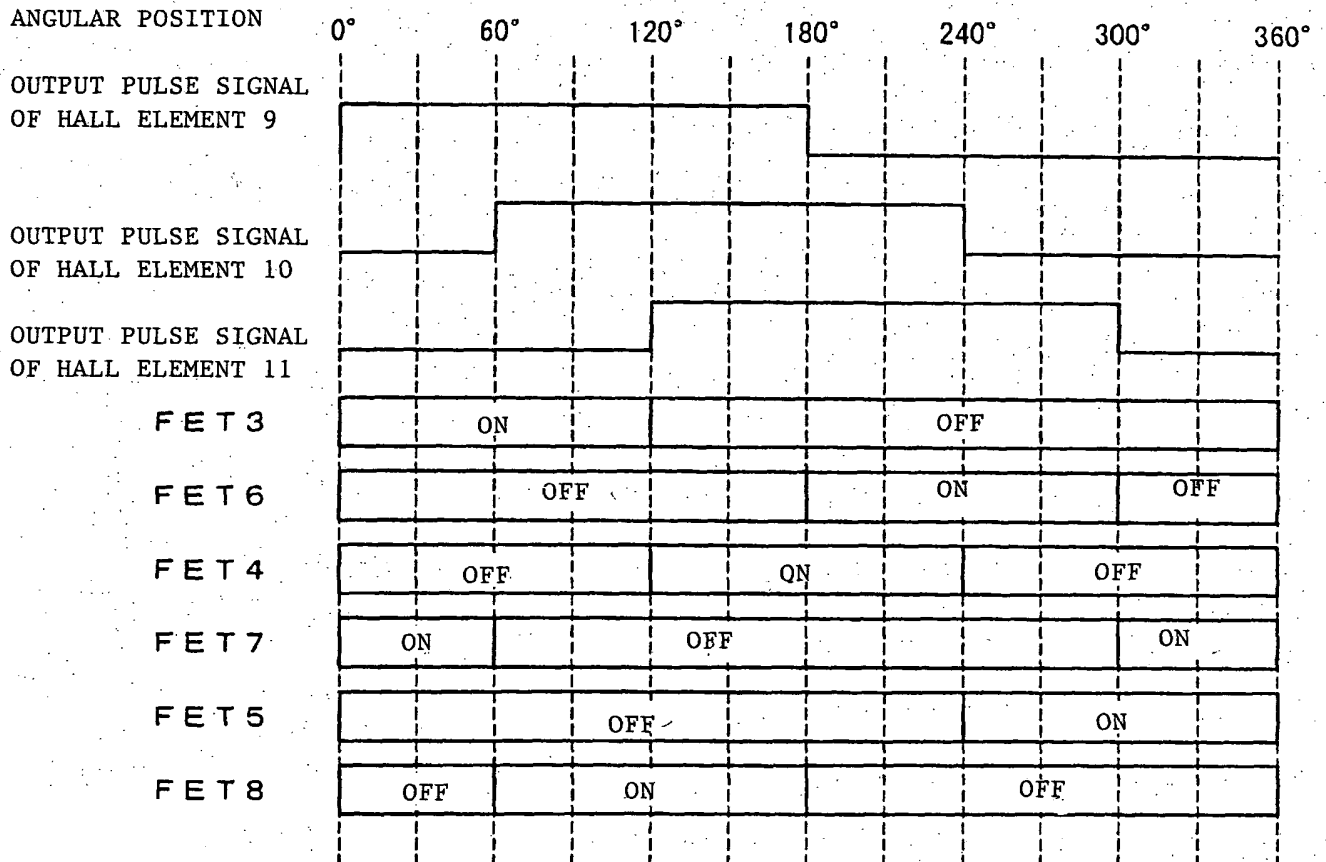 ANGULAR POSITION 0° 60° 120° 180° 240° 300° 360°
OUTPUT PULSE SIGNAL
OF HALL ELEMENT 9
OUTPUT PULSE SIGNAL
OF HALL ELEMENT 10
OUTPUT PULSE SIGNAL
OF HALL ELEMENT 11
FET3 ON OFF
FET6 OFF ON OFF
FET4 OFF ON OFF
FET7 ON OFF ON
FET5 OFF ON
FET8 OFF ON OFF